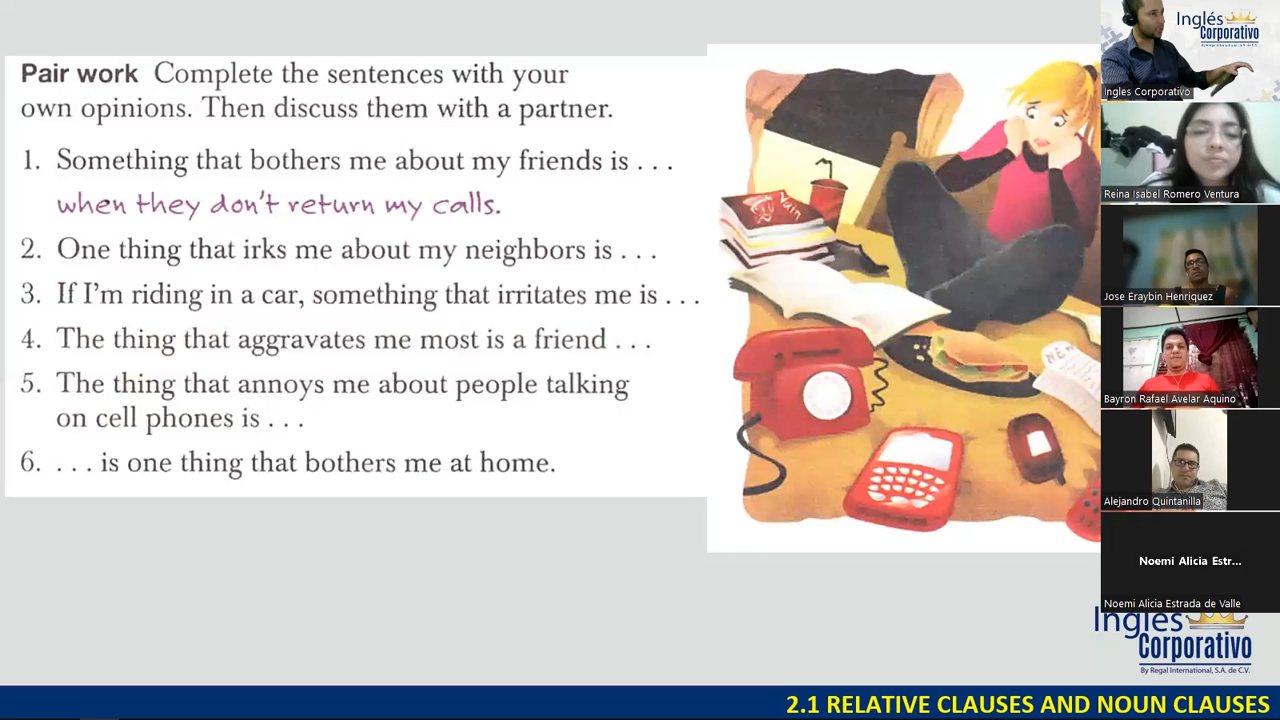 Pair work Complete the sentences with your
own opinions. Then discuss them with a partner.
1. Something that bothers me about my friends is . . .
when they don't return my calls.
2. One thing that irks me about my neighbors is . . .
3. If I'm riding in a car, something that irritates me is . . .
4. The thing that aggravates me most is a friend . . .
5. The thing that annoys me about people talking
on cell phones is . . .
6. . . . is one thing that bothers me at home.
Inglés
Corporativo
By Regal International, S.A. de C.V.
Ingles Corporativo
Reina Isabel Romero Ventura
Jose Eraybin Henriquez
Bayron Rafael Avelar Aquino
Alejandro Quintanilla
Noemi Alicia Estr...
Noemi Alicia Estrada de Valle
Inglés
Corporativo
By Regal International, S.A. de C.V.
2.1 RELATIVE CLAUSES AND NOUN CLAUSES